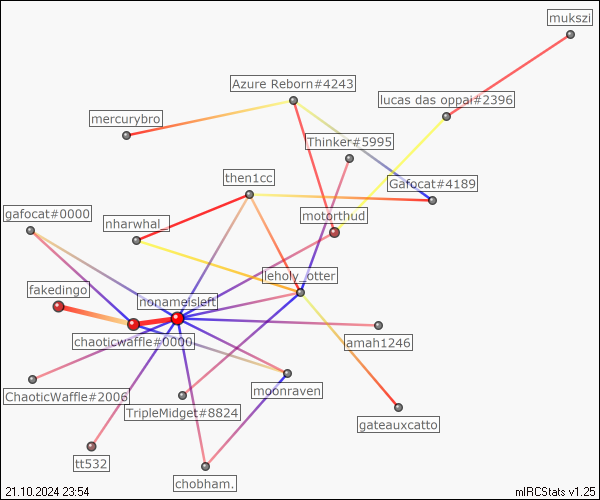 mukszi
Azure Reborn#4243
lucas das oppai#2396
mercurybro
Thinker#5995
then1cc
Gafocat#4189
gafocat#0000
nharwhal_
motorthud
leholy_otter
fakedingo
nonameisleft
chaoticwaffle#0000
amah1246
ChaoticWaffle#2006
moonraven
TripleMidget#8824
gateauxcatto
tt532
chobham.
21.10.2024 23:54
mIRCStats v1.25